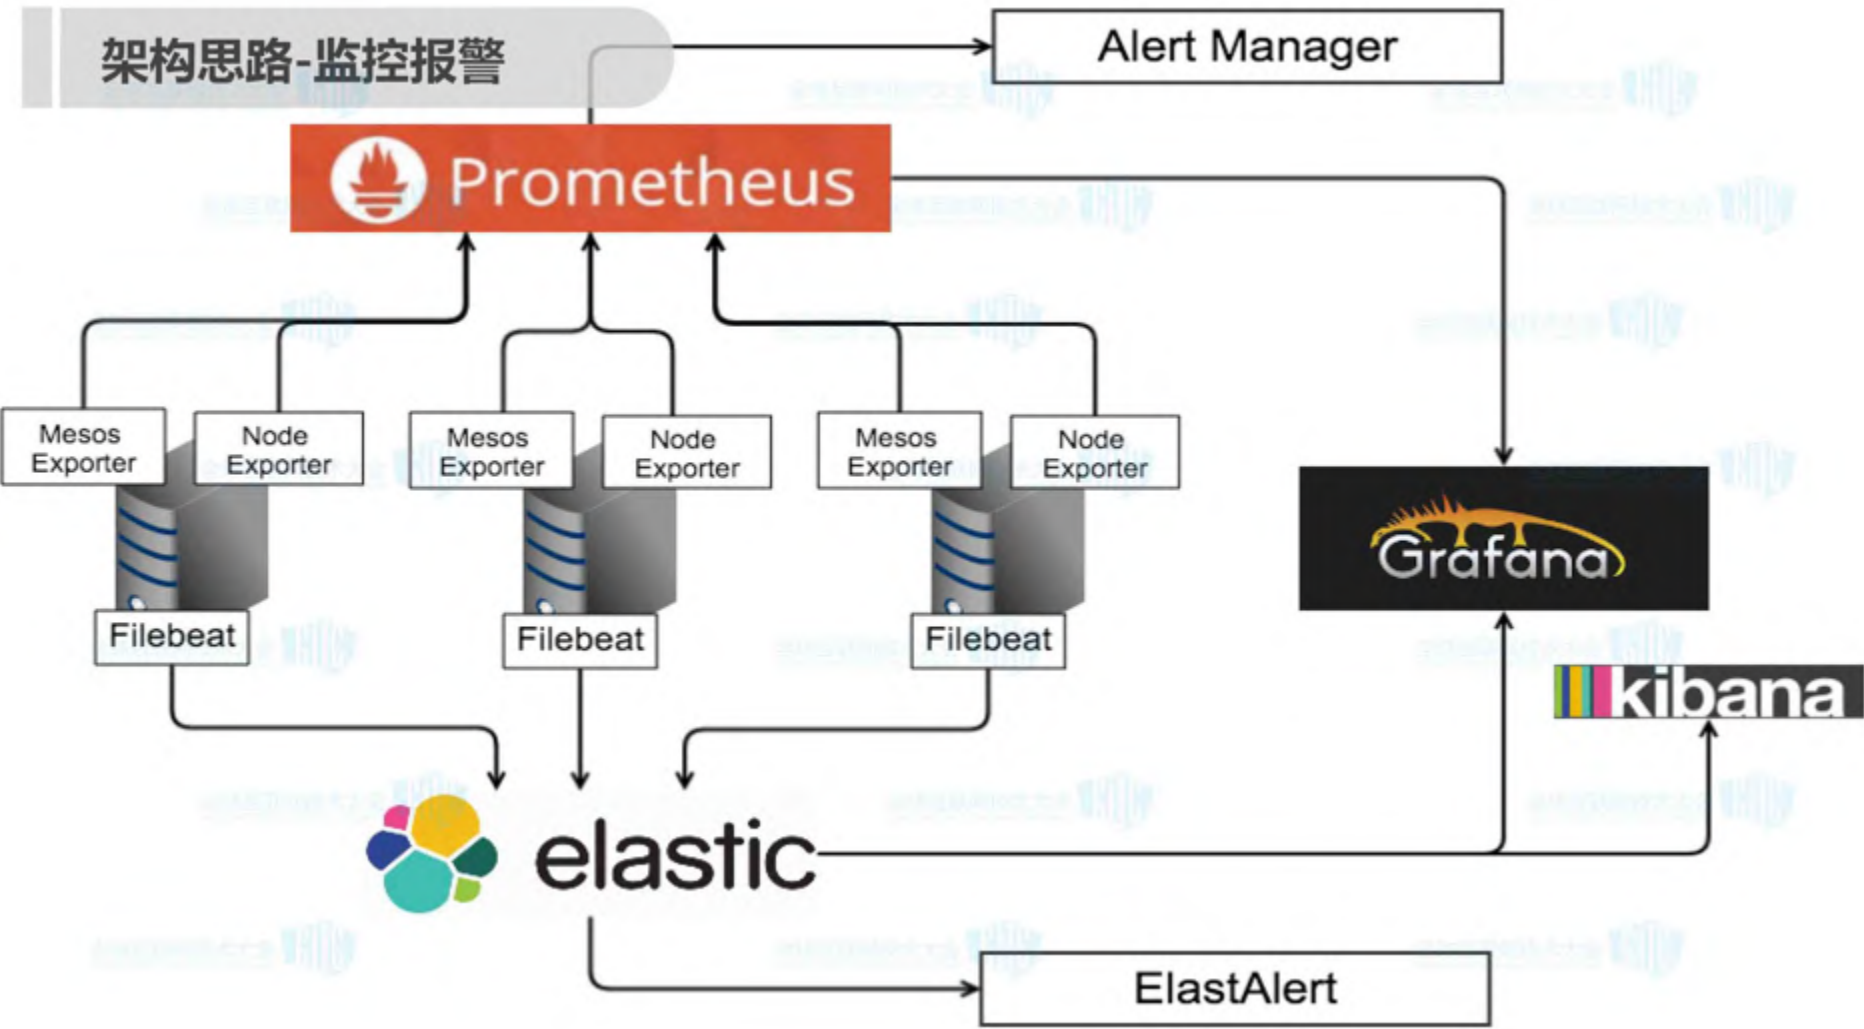 架构思路-监控报警
Alert Manager
Prometheus
Mesos
Exporter
Node
Exporter
Mesos
Exporter
Node
Exporter
Mesos
Exporter
Node
Exporter
Grafana
Filebeat
Filebeat
Filebeat
kibana
elastic
ElastAlert